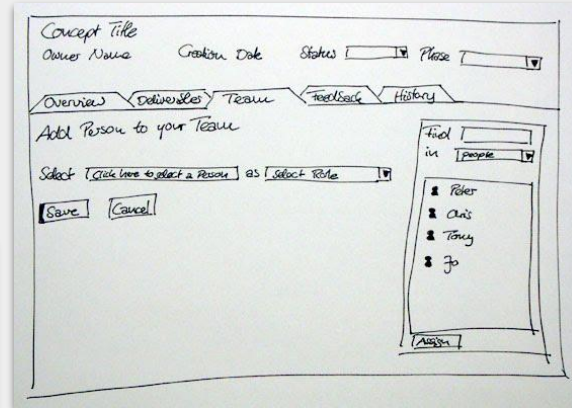 Concept Title
Owner Name Creation Date Status Phase
Overview Deliverables Team Feedback History
Add Person to your Team
Select Click here to select a Person as Select Role
Save Cancel
Find
in people
Peter
Chris
Tony
Jo
Assign